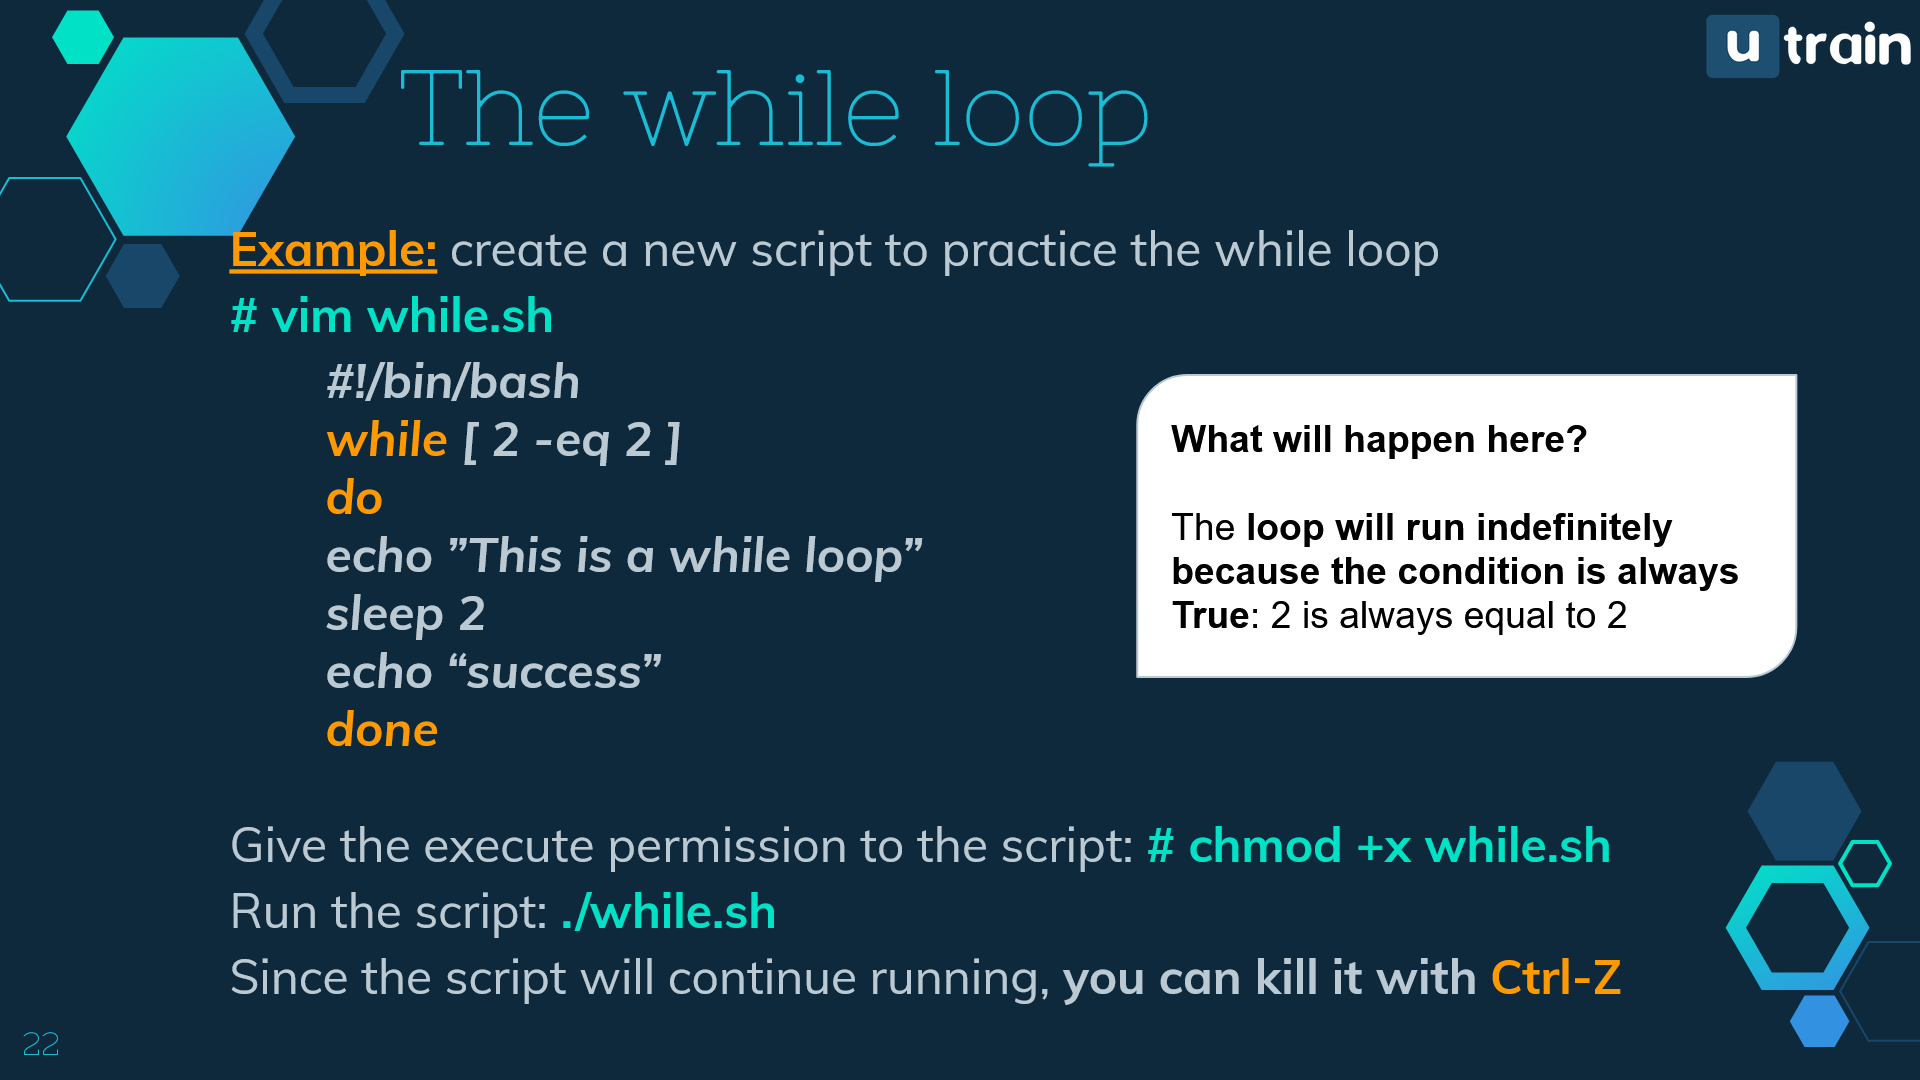 u train
The while loop
Example: create a new script to practice the while loop
# vim while.sh
#!/bin/bash
while [ 2 -eq 2 ]
do
echo ”This is a while loop”
sleep 2
echo “success”
done
What will happen here?
The loop will run indefinitely
because the condition is always
True: 2 is always equal to 2
Give the execute permission to the script: # chmod +x while.sh
Run the script: ./while.sh
Since the script will continue running, you can kill it with Ctrl-Z
22